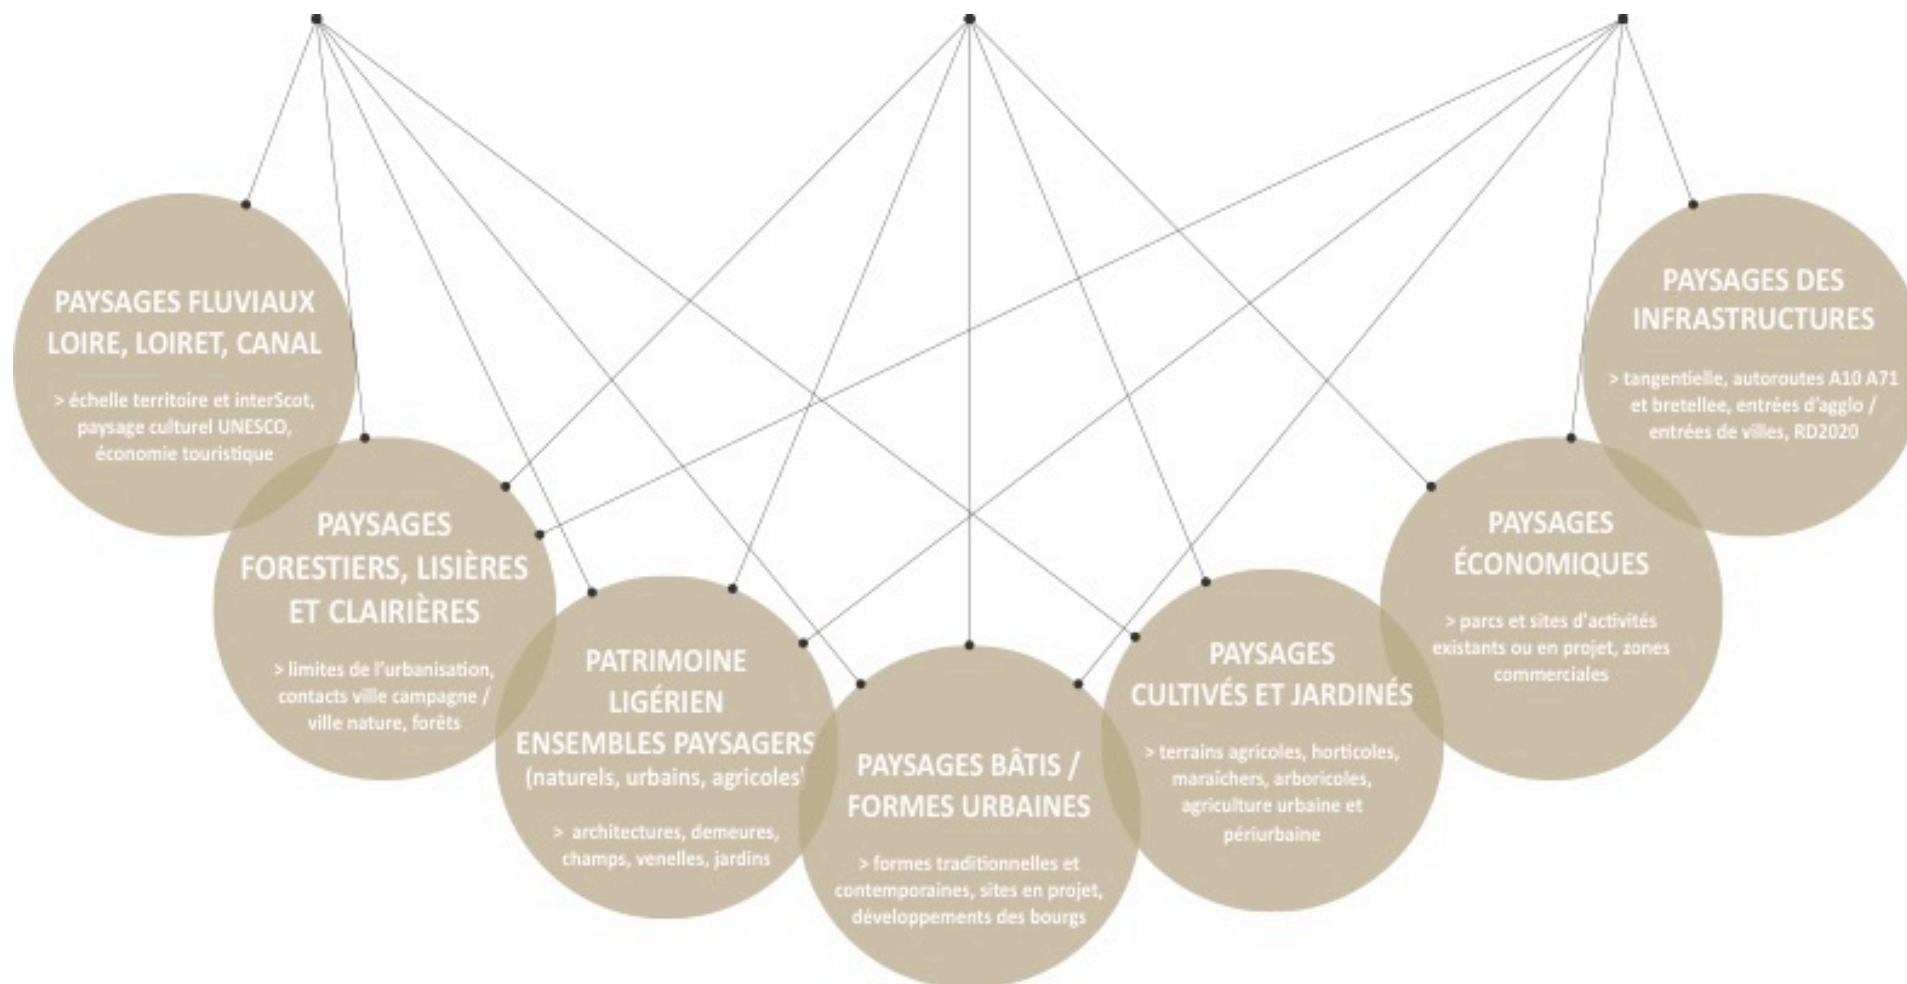 PAYSAGES FLUVIAUX
LOIRE, LOIRET, CANAL
> échelle territoire et interScot,
paysage culturel UNESCO,
économie touristique
PAYSAGES
FORESTIERS, LISIÈRES
ET CLAIRIÈRES
> limites de l'urbanisation,
contacts ville campagne /
ville nature, forêts
PATRIMOINE
LIGÉRIEN
ENSEMBLES PAYSAGERS
(naturels, urbains, agricoles)
> architectures, demeures,
champs, venelles, jardins
PAYSAGES BÂTIS /
FORMES URBAINES
> formes traditionnelles et
contemporaines, sites en projet,
développements des bourgs
PAYSAGES
CULTIVÉS ET JARDINÉS
> terrains agricoles, horticoles,
maraîchers, arboricoles,
agriculture urbaine et
périurbaine
PAYSAGES
ÉCONOMIQUES
> parcs et sites d'activités
existants ou en projet, zones
commerciales
PAYSAGES DES
INFRASTRUCTURES
> tangentielle, autoroutes A10 A71
et bretellee, entrées d'agglo /
entrées de villes, RD2020